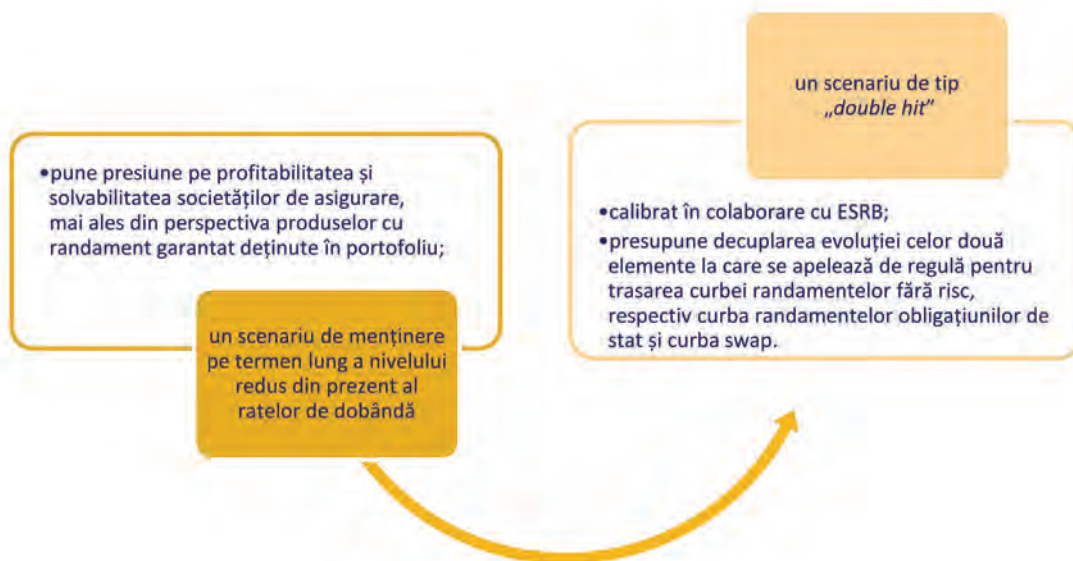 •pune presiune pe profitabilitatea și
solvabilitatea societăților de asigurare,
mai ales din perspectiva produselor cu
randament garantat deținute în portofoliu;
un scenariu de menținere
pe termen lung a nivelului
redus din prezent al
ratelor de dobândă
un scenariu de tip
„double hit”
•calibrat în colaborare cu ESRB;
•presupune decuplarea evoluției celor două
elemente la care se apelează de regulă pentru
trasarea curbei randamentelor fără risc,
respectiv curba randamentelor obligațiunilor de
stat și curba swap.